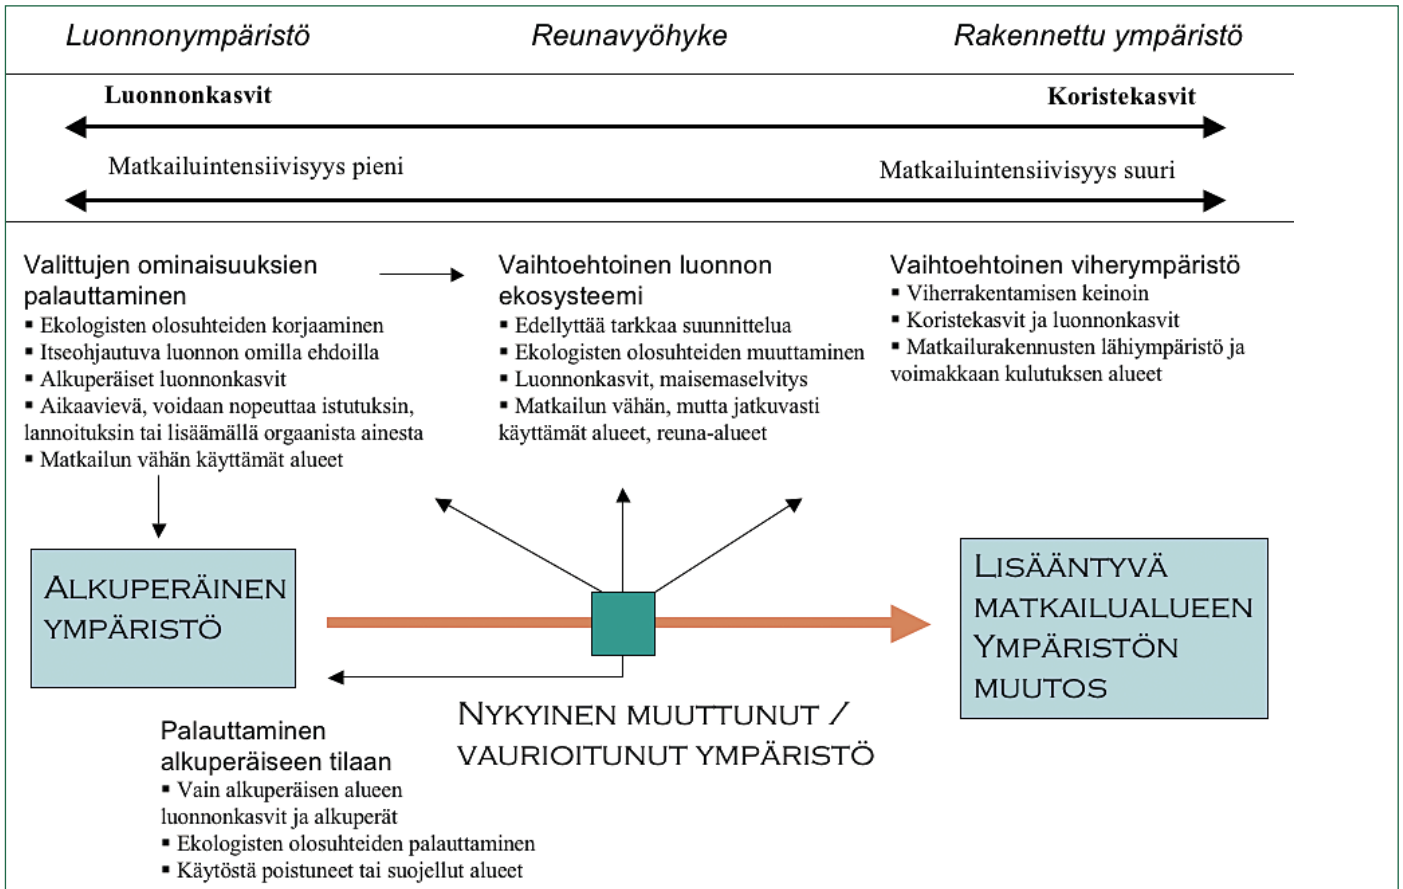 Luonnonympäristö
Reunavyöhyke
Rakennettu ympäristö
Luonnonkasvit
Koristekasvit
Matkailuintensiivisyys pieni
Matkailuintensiivisyys suuri
Valittujen ominaisuuksien
palauttaminen
▪ Ekologisten olosuhteiden korjaaminen
▪ Itseohjautuva luonnon omilla ehdoilla
▪ Alkuperäiset luonnonkasvit
▪ Aikaavievä, voidaan nopeuttaa istutuksin,
lannoituksin tai lisäämällä orgaanista ainesta
▪ Matkailun vähän käyttämät alueet
Vaihtoehtoinen luonnon
ekosysteemi
▪ Edellyttää tarkkaa suunnittelua
▪ Ekologisten olosuhteiden muuttaminen
▪ Luonnonkasvit, maisemaselvitys
▪ Matkailun vähän, mutta jatkuvasti
käyttämät alueet, reuna-alueet
Vaihtoehtoinen viherympäristö
▪ Viherrakentamisen keinoin
▪ Koristekasvit ja luonnonkasvit
▪ Matkailurakennusten lähiympäristö ja
voimakkaan kulutuksen alueet
ALKUPERÄINEN
YMPÄRISTÖ
LISÄÄNTYVÄ
MATKAILUALUEEN
YMPÄRISTÖN
MUUTOS
NYKYINEN MUUTTUNUT /
VAURIOITUNUT YMPÄRISTÖ
Palauttaminen
alkuperäiseen tilaan
▪ Vain alkuperäisen alueen
luonnonkasvit ja alkuperät
▪ Ekologisten olosuhteiden palauttaminen
▪ Käytöstä poistuneet tai suojellut alueet